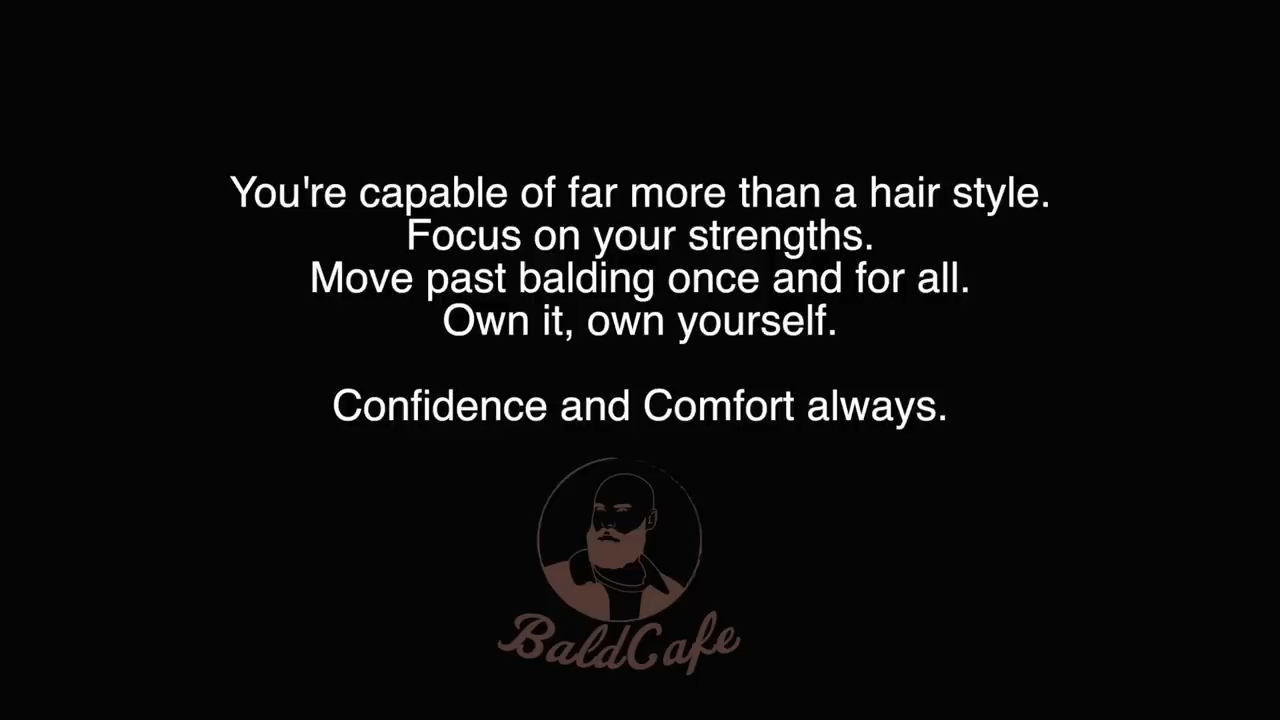 You're capable of far more than a hair style.
Focus on your strengths.
Move past balding once and for all.
Own it, own yourself.
Confidence and Comfort always.
BaldCafe